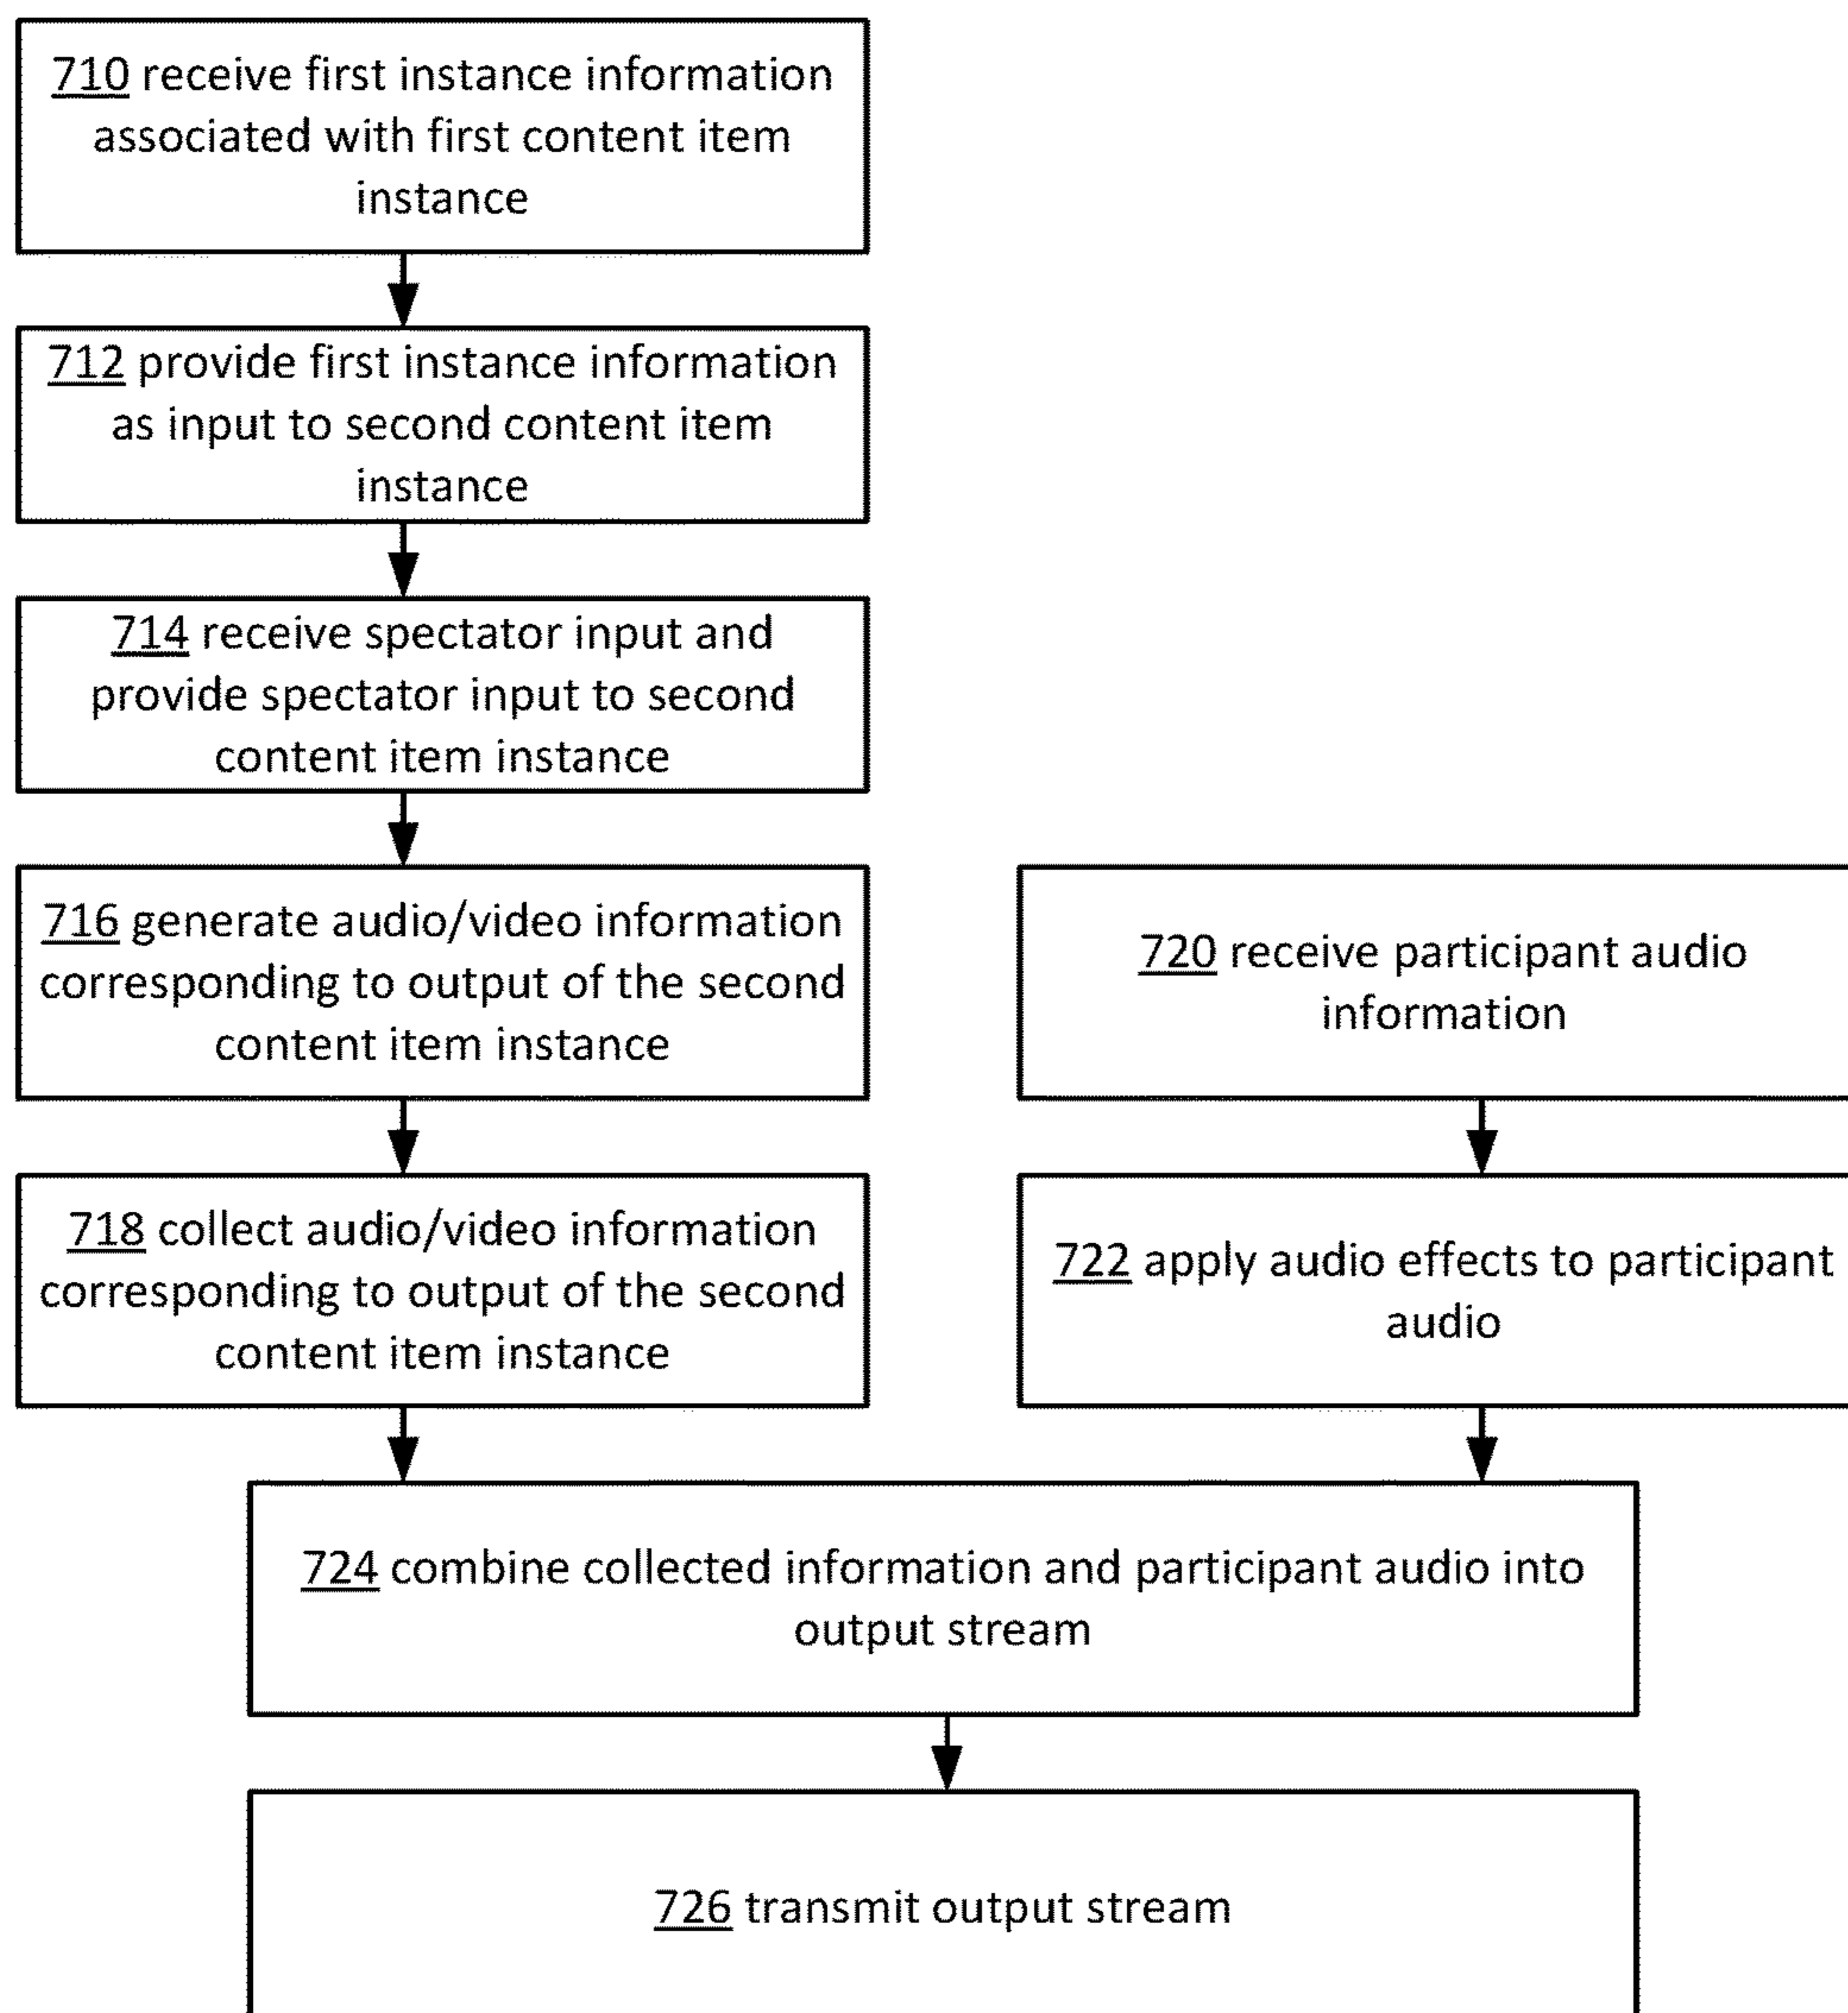 710 receive first instance information
associated with first content item
instance
712 provide first instance information
as input to second content item
instance
714 receive spectator input and
provide spectator input to second
content item instance
716 generate audio/video information
corresponding to output of the second
content item instance
718 collect audio/video information
corresponding to output of the second
content item instance
720 receive participant audio
information
722 apply audio effects to participant
audio
724 combine collected information and participant audio into
output stream
726 transmit output stream